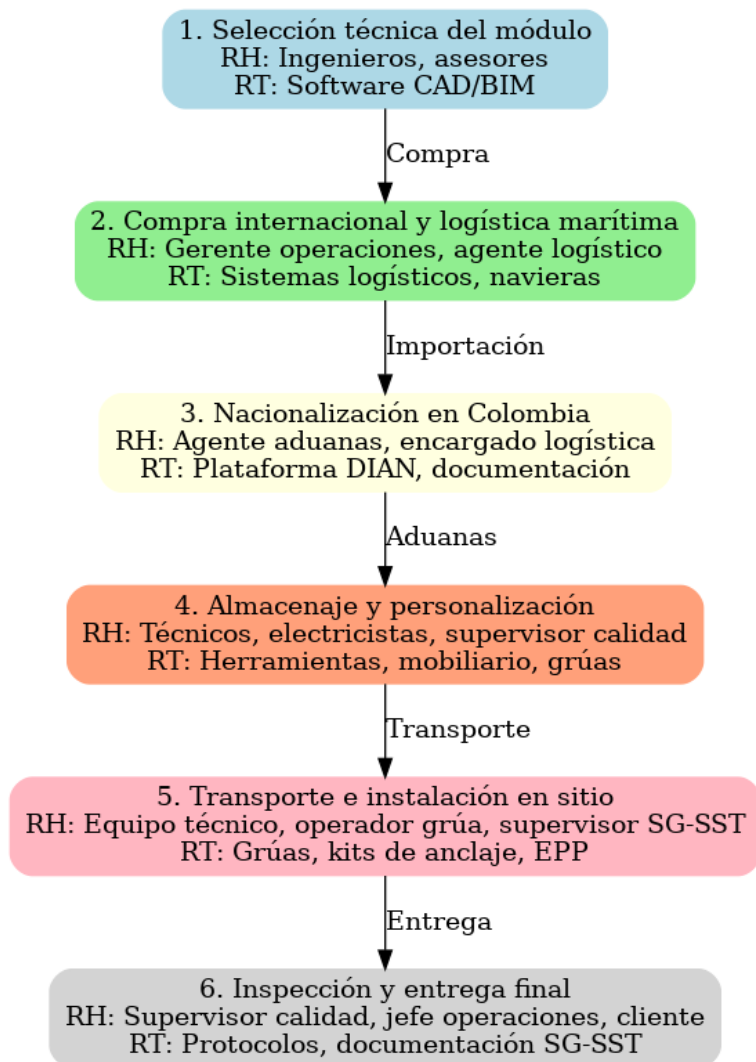 1. Selección técnica del módulo
RH: Ingenieros, asesores
RT: Software CAD/BIM
Compra
2. Compra internacional y logística marítima
RH: Gerente operaciones, agente logístico
RT: Sistemas logísticos, navieras
Importación
3. Nacionalización en Colombia
RH: Agente aduanas, encargado logística
RT: Plataforma DIAN, documentación
Aduanas
4. Almacenaje y personalización
RH: Técnicos, electricistas, supervisor calidad
RT: Herramientas, mobiliario, grúas
Transporte
5. Transporte e instalación en sitio
RH: Equipo técnico, operador grúa, supervisor SG-SST
RT: Grúas, kits de anclaje, EPP
Entrega
6. Inspección y entrega final
RH: Supervisor calidad, jefe operaciones, cliente
RT: Protocolos, documentación SG-SST